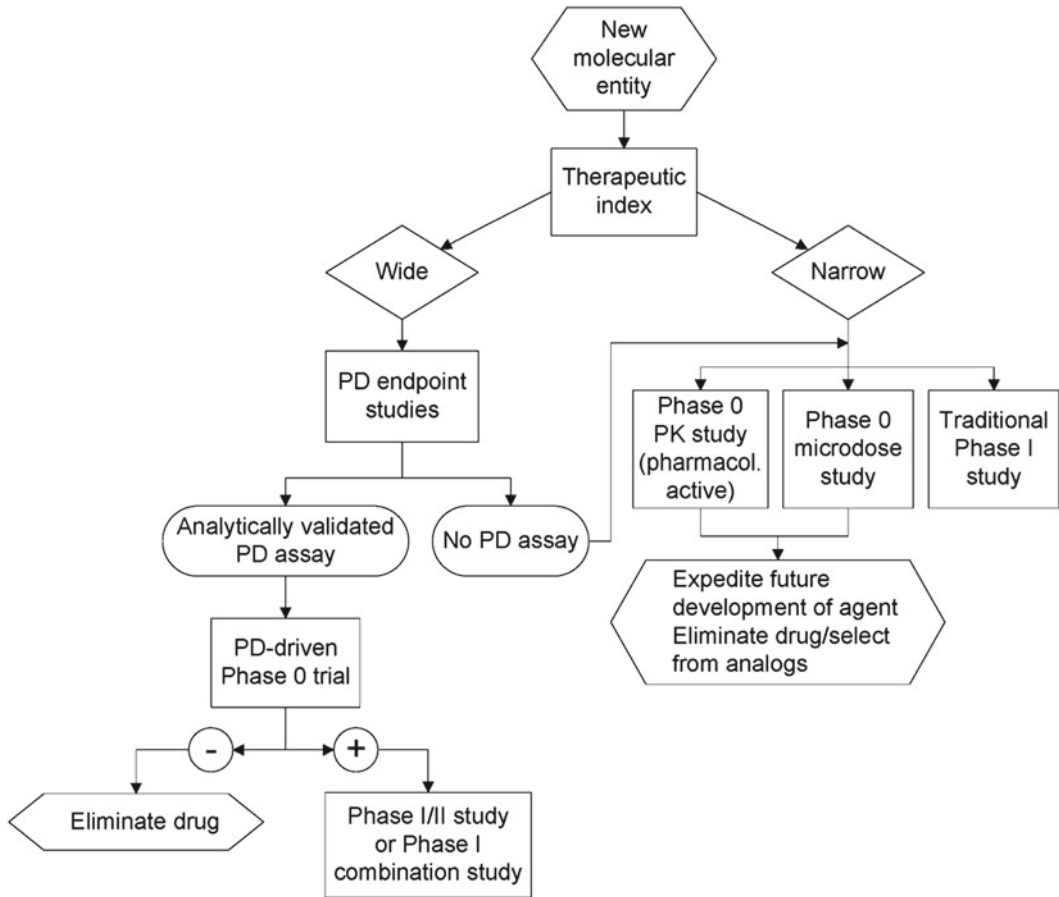 New
molecular
entity
Therapeutic
index
Wide
Narrow
PD endpoint
studies
Phase 0
PK study
(pharmacol.
active)
Phase 0
microdose
study
Traditional
Phase I
study
Analytically validated
PD assay
No PD assay
Expedite future
development of agent
Eliminate drug/select
from analogs
PD-driven
Phase 0 trial
-
+
Eliminate drug
Phase I/II study
or Phase I
combination study